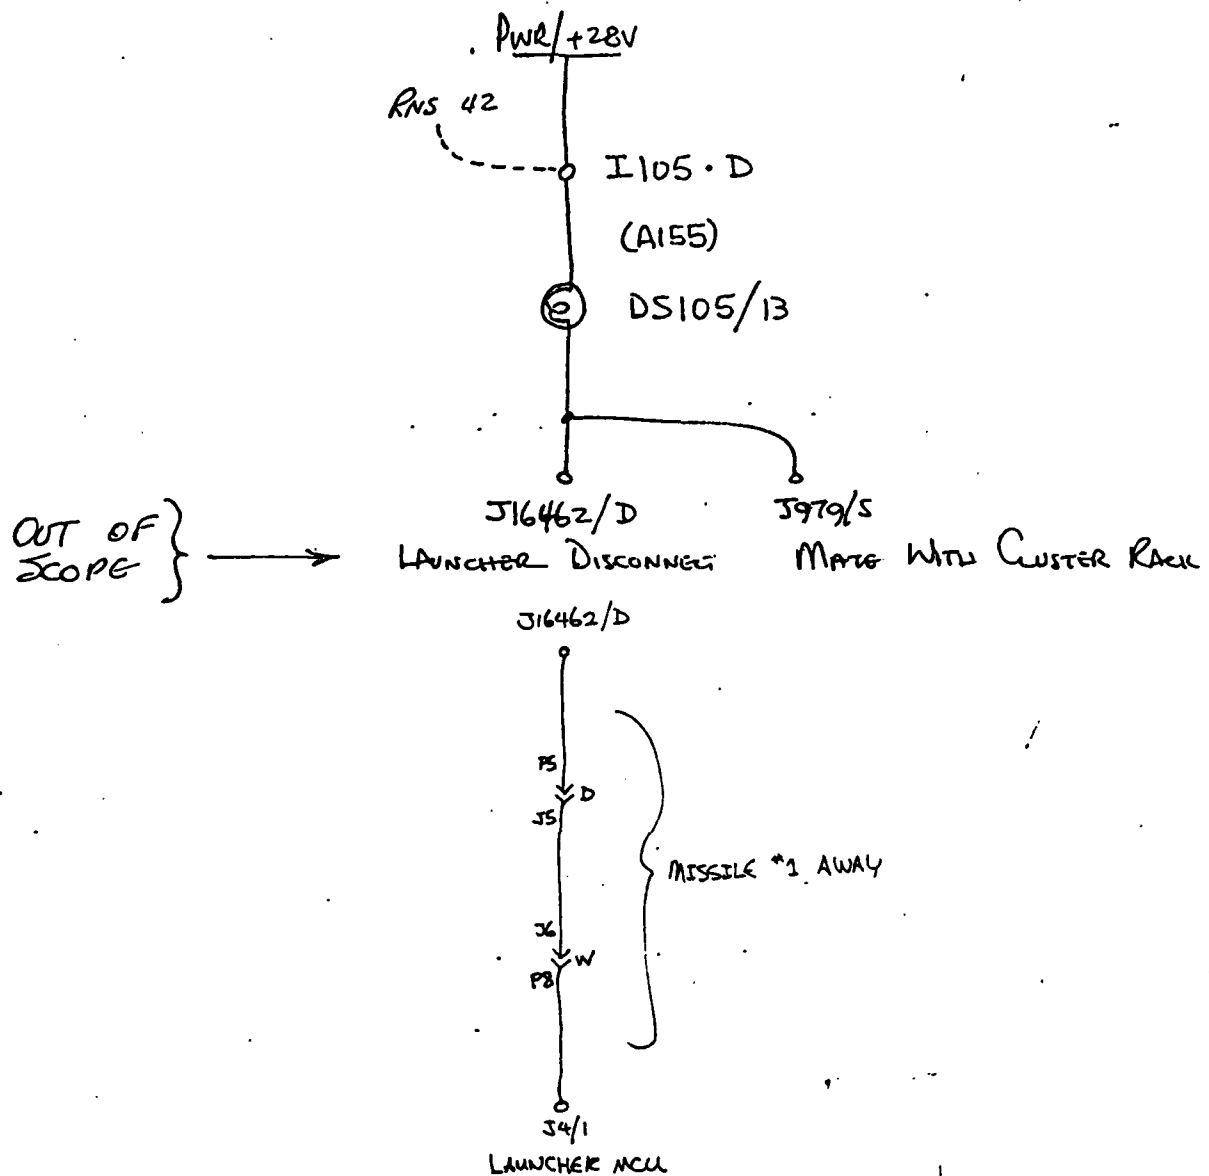 PWR/+28V
RNS 42
I105·D
(A155)
DS105/13
J16462/D
J979/S
OUT OF
SCOPE
LAUNCHER DISCONNECT
MATE WITH CLUSTER RACK
J16462/D
P5
D
J5
MISSILE #1 AWAY
J6
W
P8
J4/1
LAUNCHER MCU